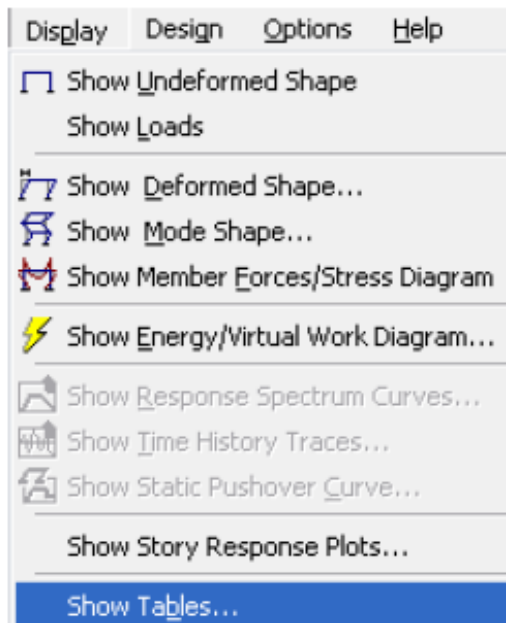 Display Design Options Help
Show Undeformed Shape
Show Loads
Show Deformed Shape...
Show Mode Shape...
Show Member Forces/Stress Diagram
Show Energy/Virtual Work Diagram...
Show Response Spectrum Curves...
Show Time History Traces...
Show Static Pushover Curve...
Show Story Response Plots...
Show Tables...